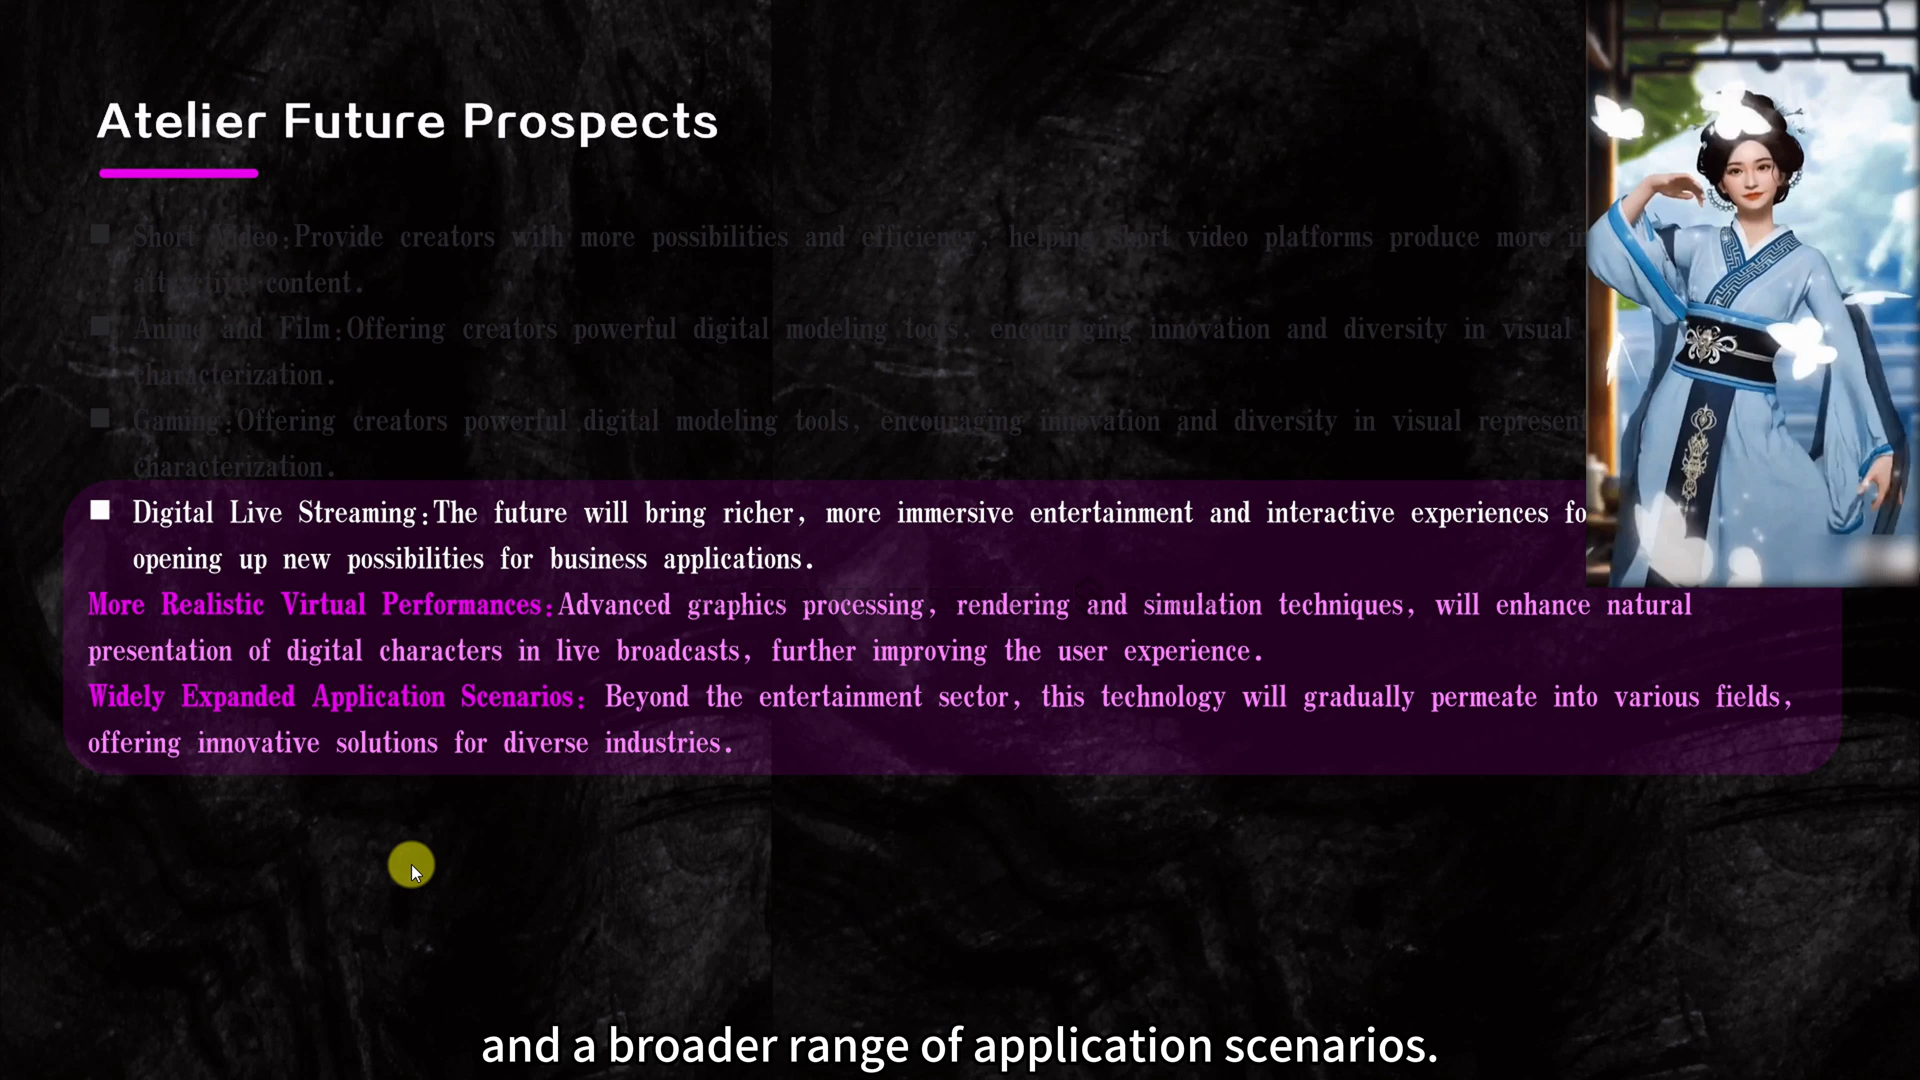 Atelier Future Prospects
■ Short Video:Provide creators with more possibilities and efficiency, helping short video platforms produce more
attractive content.
■ Anime and Film:Offering creators powerful digital modeling tools, encouraging innovation and diversity in visual
characterization.
■ Gaming:Offering creators powerful digital modeling tools, encouraging innovation and diversity in visual
characterization.
■ Digital Live Streaming:The future will bring richer, more immersive entertainment and interactive experiences
opening up new possibilities for business applications.
More Realistic Virtual Performances:Advanced graphics processing, rendering and simulation techniques, will enhance natural
presentation of digital characters in live broadcasts, further improving the user experience.
Widely Expanded Application Scenarios: Beyond the entertainment sector, this technology will gradually permeate into various fields,
offering innovative solutions for diverse industries.
and a broader range of application scenarios.